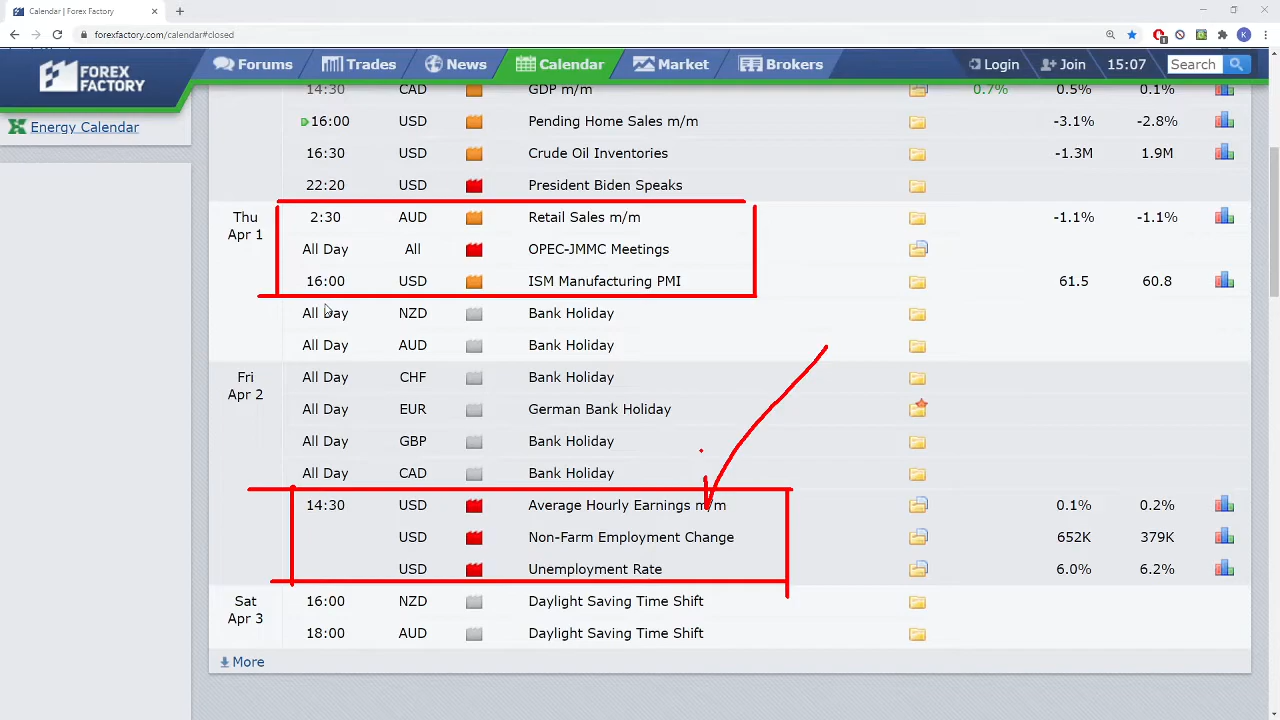 Calendar | Forex Factory
forexfactory.com/calendar#closed
K
FOREX FACTORY
Forums Trades News Calendar Market Brokers Login Join 15:07 Search
Energy Calendar
14:30 CAD GDP m/m 0.7% 0.5% 0.1%
16:00 USD Pending Home Sales m/m -3.1% -2.8%
16:30 USD Crude Oil Inventories -1.3M 1.9M
22:20 USD President Biden Speaks
Thu Apr 1 2:30 AUD Retail Sales m/m -1.1% -1.1%
All Day All OPEC-JMMC Meetings
16:00 USD ISM Manufacturing PMI 61.5 60.8
All Day NZD Bank Holiday
All Day AUD Bank Holiday
Fri Apr 2 All Day CHF Bank Holiday
All Day EUR German Bank Holiday
All Day GBP Bank Holiday
All Day CAD Bank Holiday
14:30 USD Average Hourly Earnings m/m 0.1% 0.2%
USD Non-Farm Employment Change 652K 379K
USD Unemployment Rate 6.0% 6.2%
Sat Apr 3 16:00 NZD Daylight Saving Time Shift
18:00 AUD Daylight Saving Time Shift
More